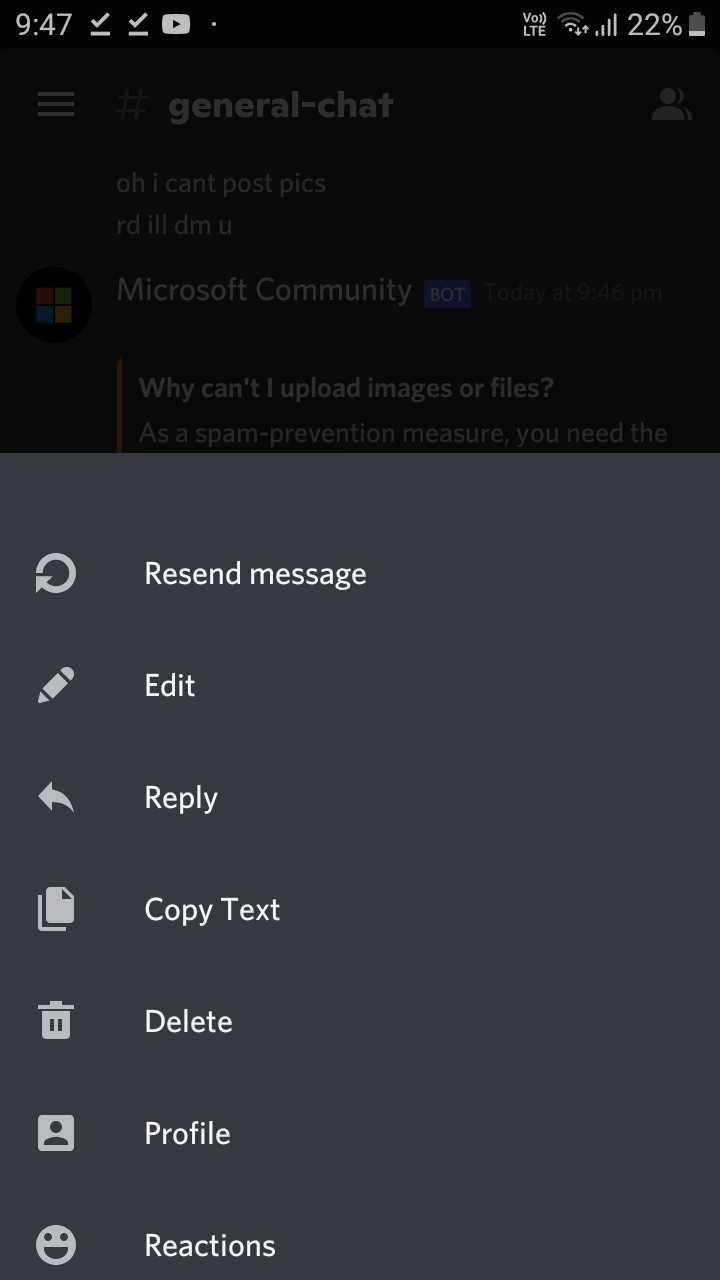 9:47
Vo)) LTE 22%
# general-chat
oh i cant post pics
rd ill dm u
Microsoft Community BOT Today at 9:46 pm
Why can't I upload images or files?
As a spam-prevention measure, you need the
Resend message
Edit
Reply
Copy Text
Delete
Profile
Reactions